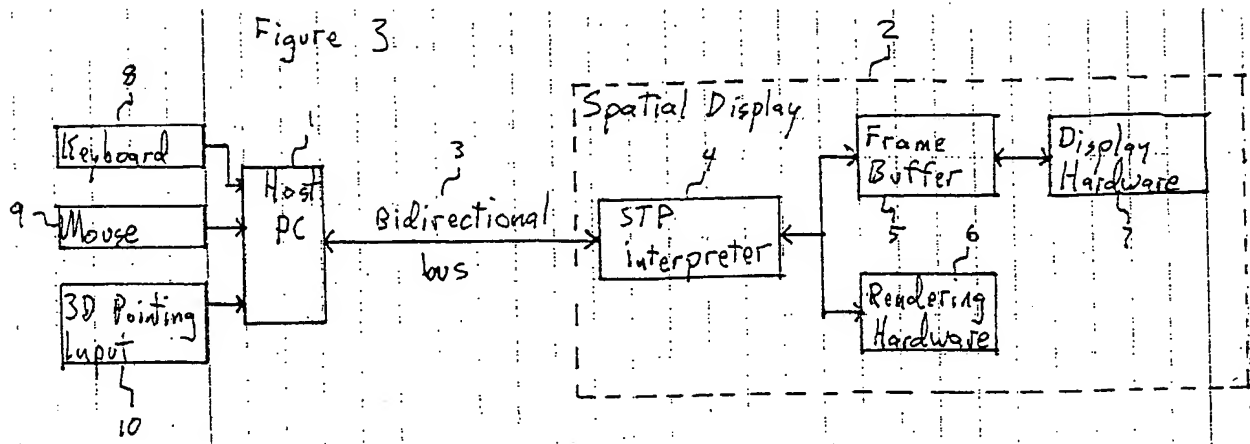 Figure 3
2
8
Spatial Display
1
Keyboard
Host
PC
3
4
Frame
Buffer
Display
Hardware
9
Mouse
Bidirectional
bus
STP
interpreter
5
7
6
3D Pointing
Input
Rendering
Hardware
10